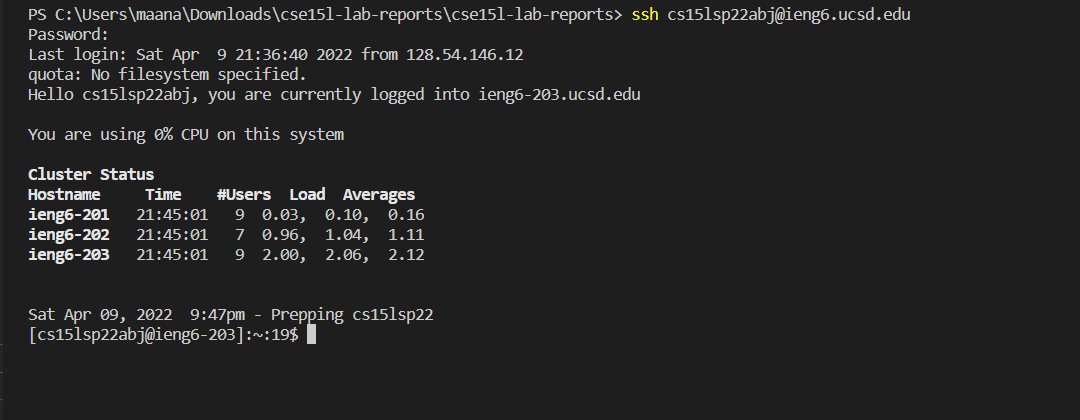 PS C:\Users\maana\Downloads\cse15l-lab-reports\cse15l-lab-reports> ssh cs15lsp22abj@ieng6.ucsd.edu
Password:
Last login: Sat Apr  9 21:36:40 2022 from 128.54.146.12
quota: No filesystem specified.
Hello cs15lsp22abj, you are currently logged into ieng6-203.ucsd.edu
You are using 0% CPU on this system
Cluster Status
Hostname     Time    #Users  Load  Averages
ieng6-201   21:45:01   9  0.03,  0.10,  0.16
ieng6-202   21:45:01   7  0.96,  1.04,  1.11
ieng6-203   21:45:01   9  2.00,  2.06,  2.12
Sat Apr 09, 2022  9:47pm - Prepping cs15lsp22
[cs15lsp22abj@ieng6-203]:~:19$